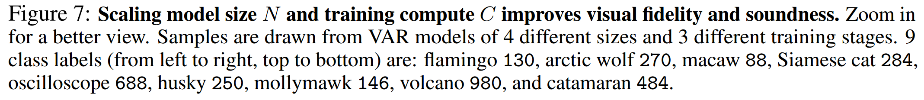 Figure 7: Scaling model size N and training compute C improves visual fidelity and soundness. Zoom in
for a better view. Samples are drawn from VAR models of 4 different sizes and 3 different training stages. 9
class labels (from left to right, top to bottom) are: flamingo 130, arctic wolf 270, macaw 88, Siamese cat 284,
oscilloscope 688, husky 250, mollymawk 146, volcano 980, and catamaran 484.